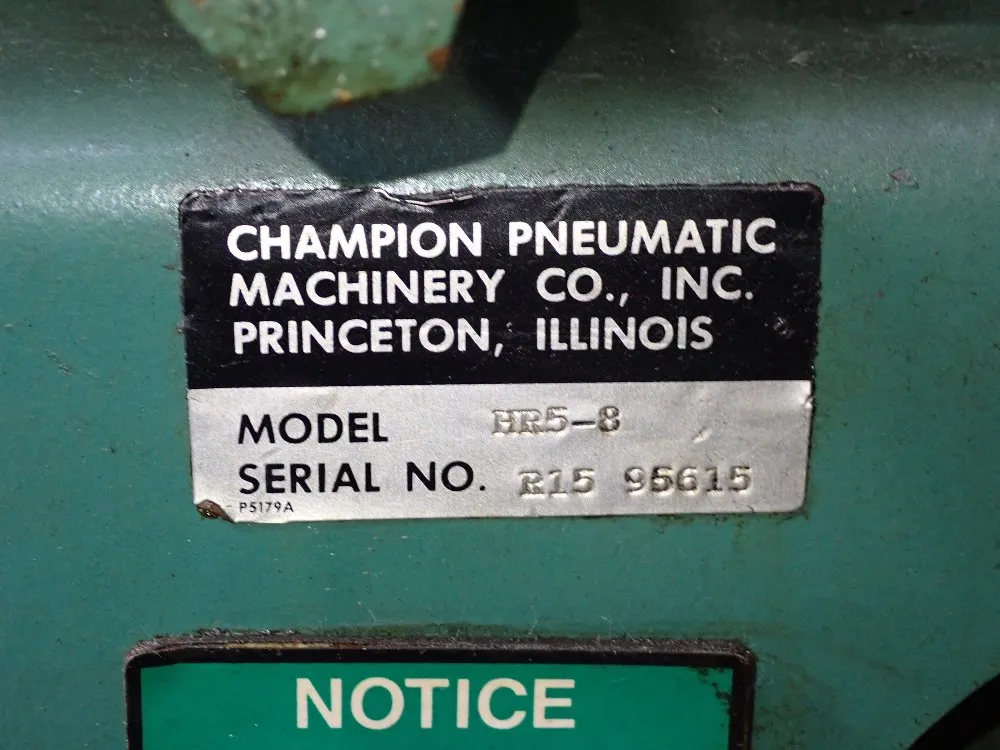 CHAMPION PNEUMATIC
MACHINERY CO., INC.
PRINCETON, ILLINOIS
MODEL HR5-8
SERIAL NO. R15 95615
P5179A
NOTICE